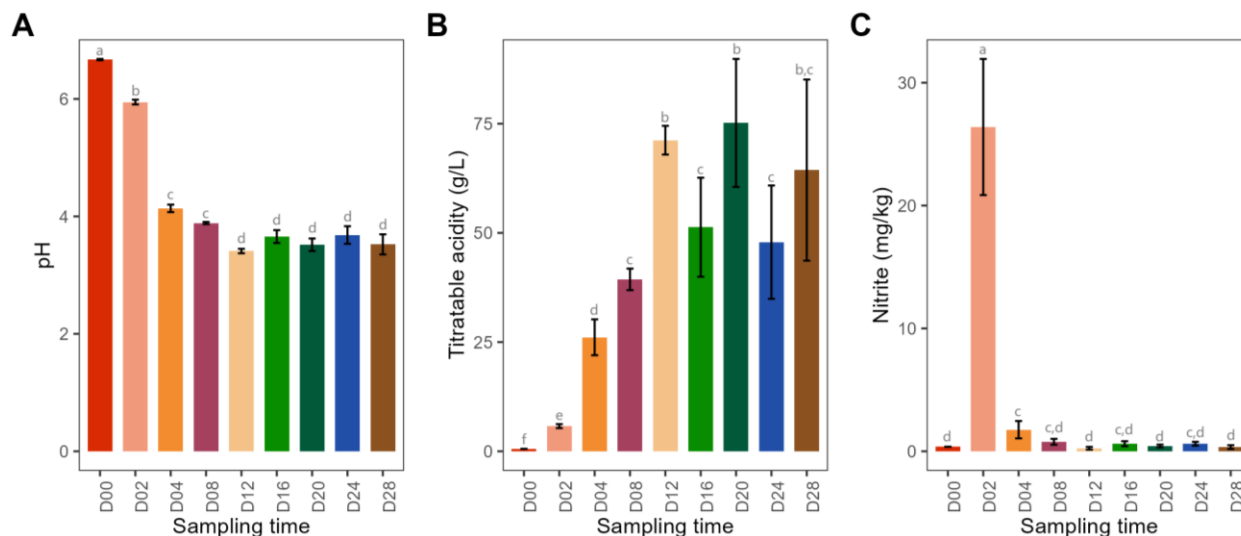 A
pH
6
4
2
0
a
b
c
c
d
d
d
d
d
D00
D02
D04
D08
D12
D16
D20
D24
D28
Sampling time
B
Titratable acidity (g/L)
75
50
25
0
f
e
d
c
b
c
b
c
b,c
D00
D02
D04
D08
D12
D16
D20
D24
D28
Sampling time
C
Nitrite (mg/kg)
30
20
10
0
d
a
c
c,d
d
c,d
d
c,d
d
D00
D02
D04
D08
D12
D16
D20
D24
D28
Sampling time